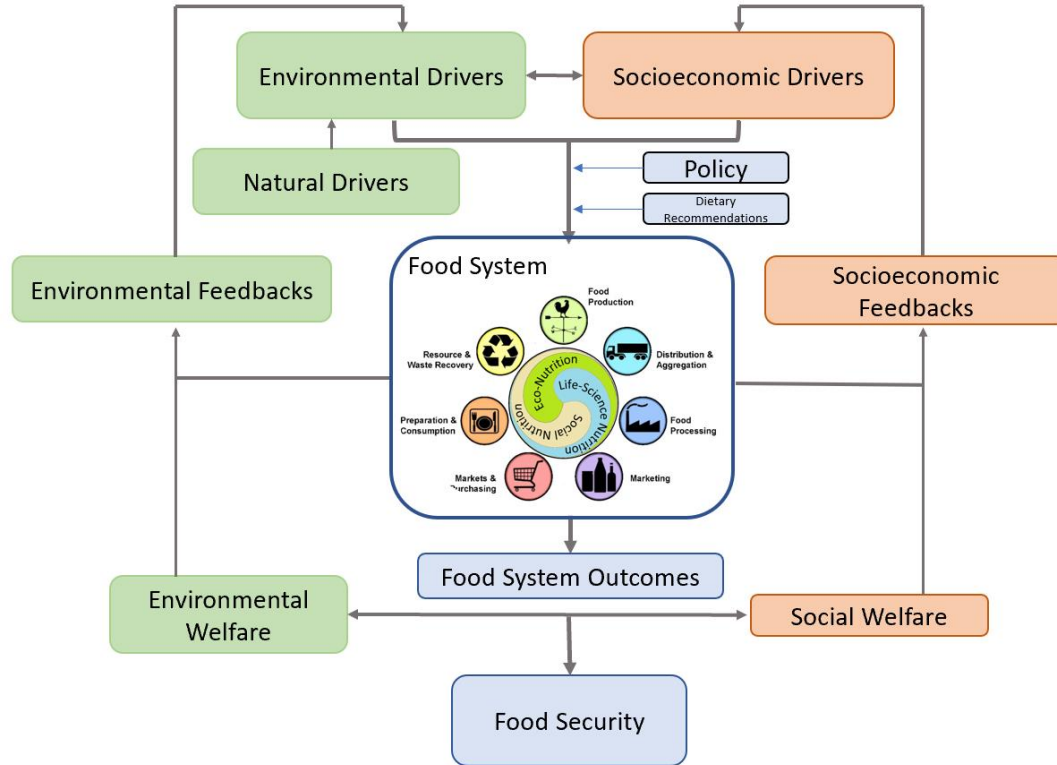 Environmental Drivers
Socioeconomic Drivers
Natural Drivers
Policy
Dietary
Recommendations
Environmental Feedbacks
Socioeconomic
Feedbacks
Food System
Food
Production
Resource &
Waste Recovery
Distribution &
Aggregation
Eco-Nutrition
Life-Science Nutrition
Social Nutrition
Preparation &
Consumption
Food
Processing
Markets &
urchasing
Marketing
Food System Outcomes
Environmental
Welfare
Social Welfare
Food Security